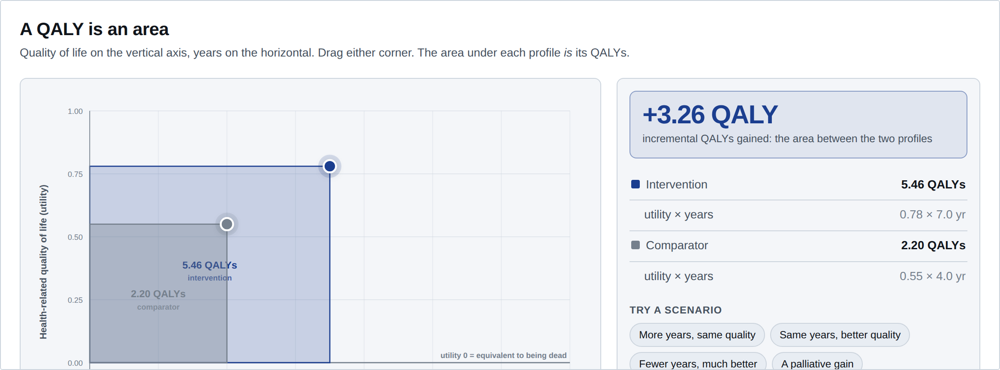 A QALY is an area
Quality of life on the vertical axis, years on the horizontal. Drag either corner. The area under each profile is its QALYs.
Health-related quality of life (utility)
1.00
0.75
0.50
0.25
0.00
5.46 QALYs
intervention
2.20 QALYs
comparator
utility 0 = equivalent to being dead
+3.26 QALY
incremental QALYs gained: the area between the two profiles
Intervention 5.46 QALYs
utility × years 0.78 × 7.0 yr
Comparator 2.20 QALYs
utility × years 0.55 × 4.0 yr
TRY A SCENARIO
More years, same quality Same years, better quality
Fewer years, much better A palliative gain